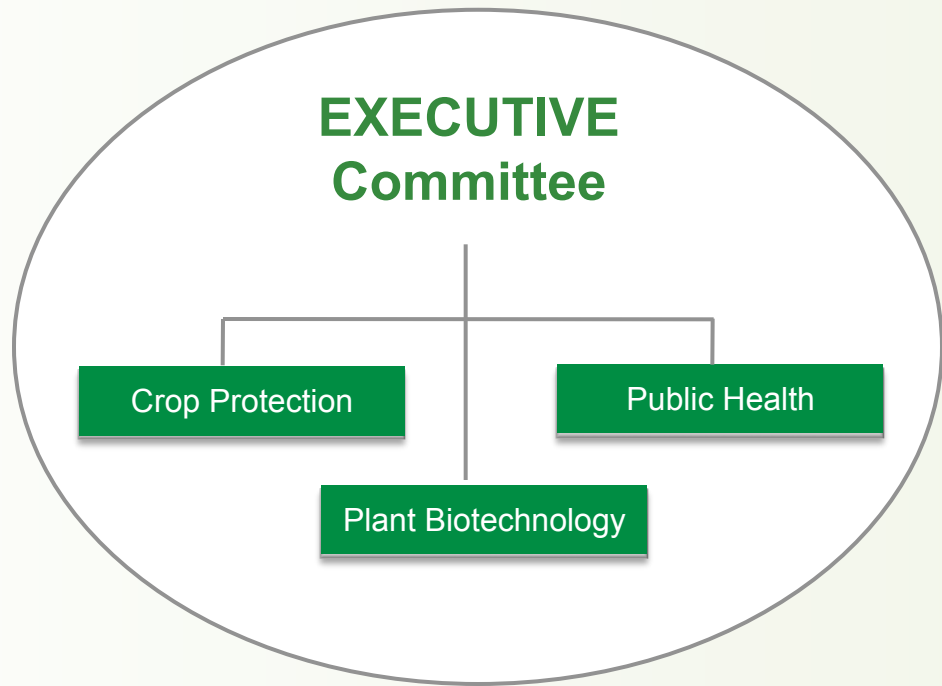 EXECUTIVE
Committee
Crop Protection
Public Health
Plant Biotechnology